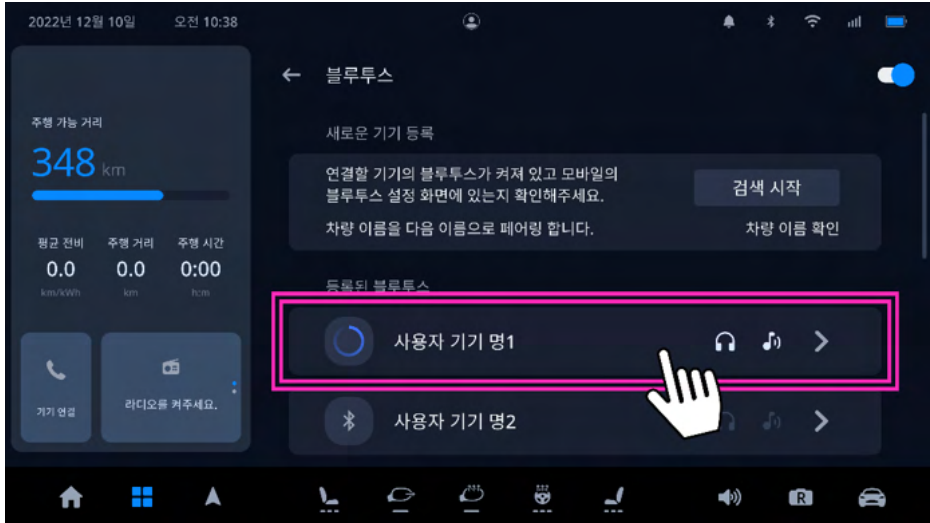 2022년 12월 10일 오전 10:38
블루투스
주행 가능 거리
348 km
평균 전비 주행 거리 주행 시간
0.0 0.0 0:00
km/kWh km h:m
기기 연결
라디오를 켜주세요.
새로운 기기 등록
연결할 기기의 블루투스가 켜져 있고 모바일의
블루투스 설정 화면에 있는지 확인해주세요.
검색 시작
차량 이름을 다음 이름으로 페어링 합니다.
차량 이름 확인
등록된 블루투스
사용자 기기 명1
사용자 기기 명2
R